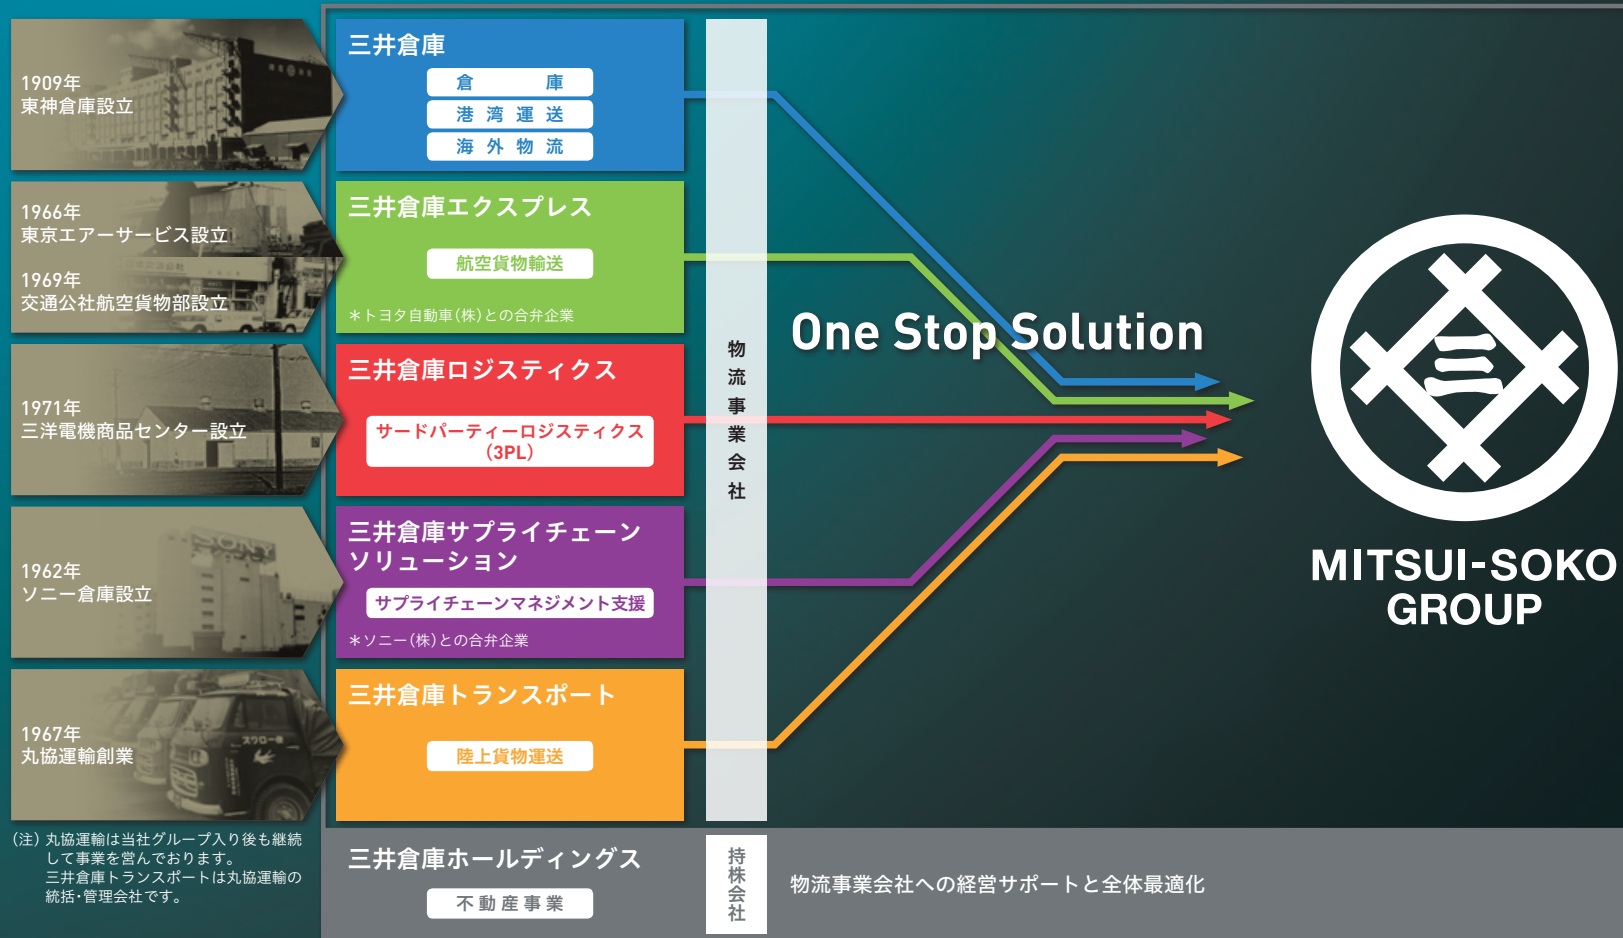 1909年
東神倉庫設立
三井倉庫
倉庫
港湾運送
海外物流
1966年
東京エアーサービス設立
1969年
交通公社航空貨物部設立
三井倉庫エクスプレス
航空貨物輸送
＊トヨタ自動車(株)との合弁企業
1971年
三洋電機商品センター設立
三井倉庫ロジスティクス
サードパーティーロジスティクス
(3PL)
1962年
ソニー倉庫設立
SONY
三井倉庫サプライチェーン
ソリューション
サプライチェーンマネジメント支援
＊ソニー(株)との合弁企業
1967年
丸協運輸創業
スワロー便
三井倉庫トランスポート
陸上貨物運送
物流事業会社
One Stop Solution
三
MITSUI-SOKO
GROUP
(注) 丸協運輸は当社グループ入り後も継続
して事業を営んでおります。
三井倉庫トランスポートは丸協運輸の
統括・管理会社です。
三井倉庫ホールディングス
不動産事業
持株会社
物流事業会社への経営サポートと全体最適化